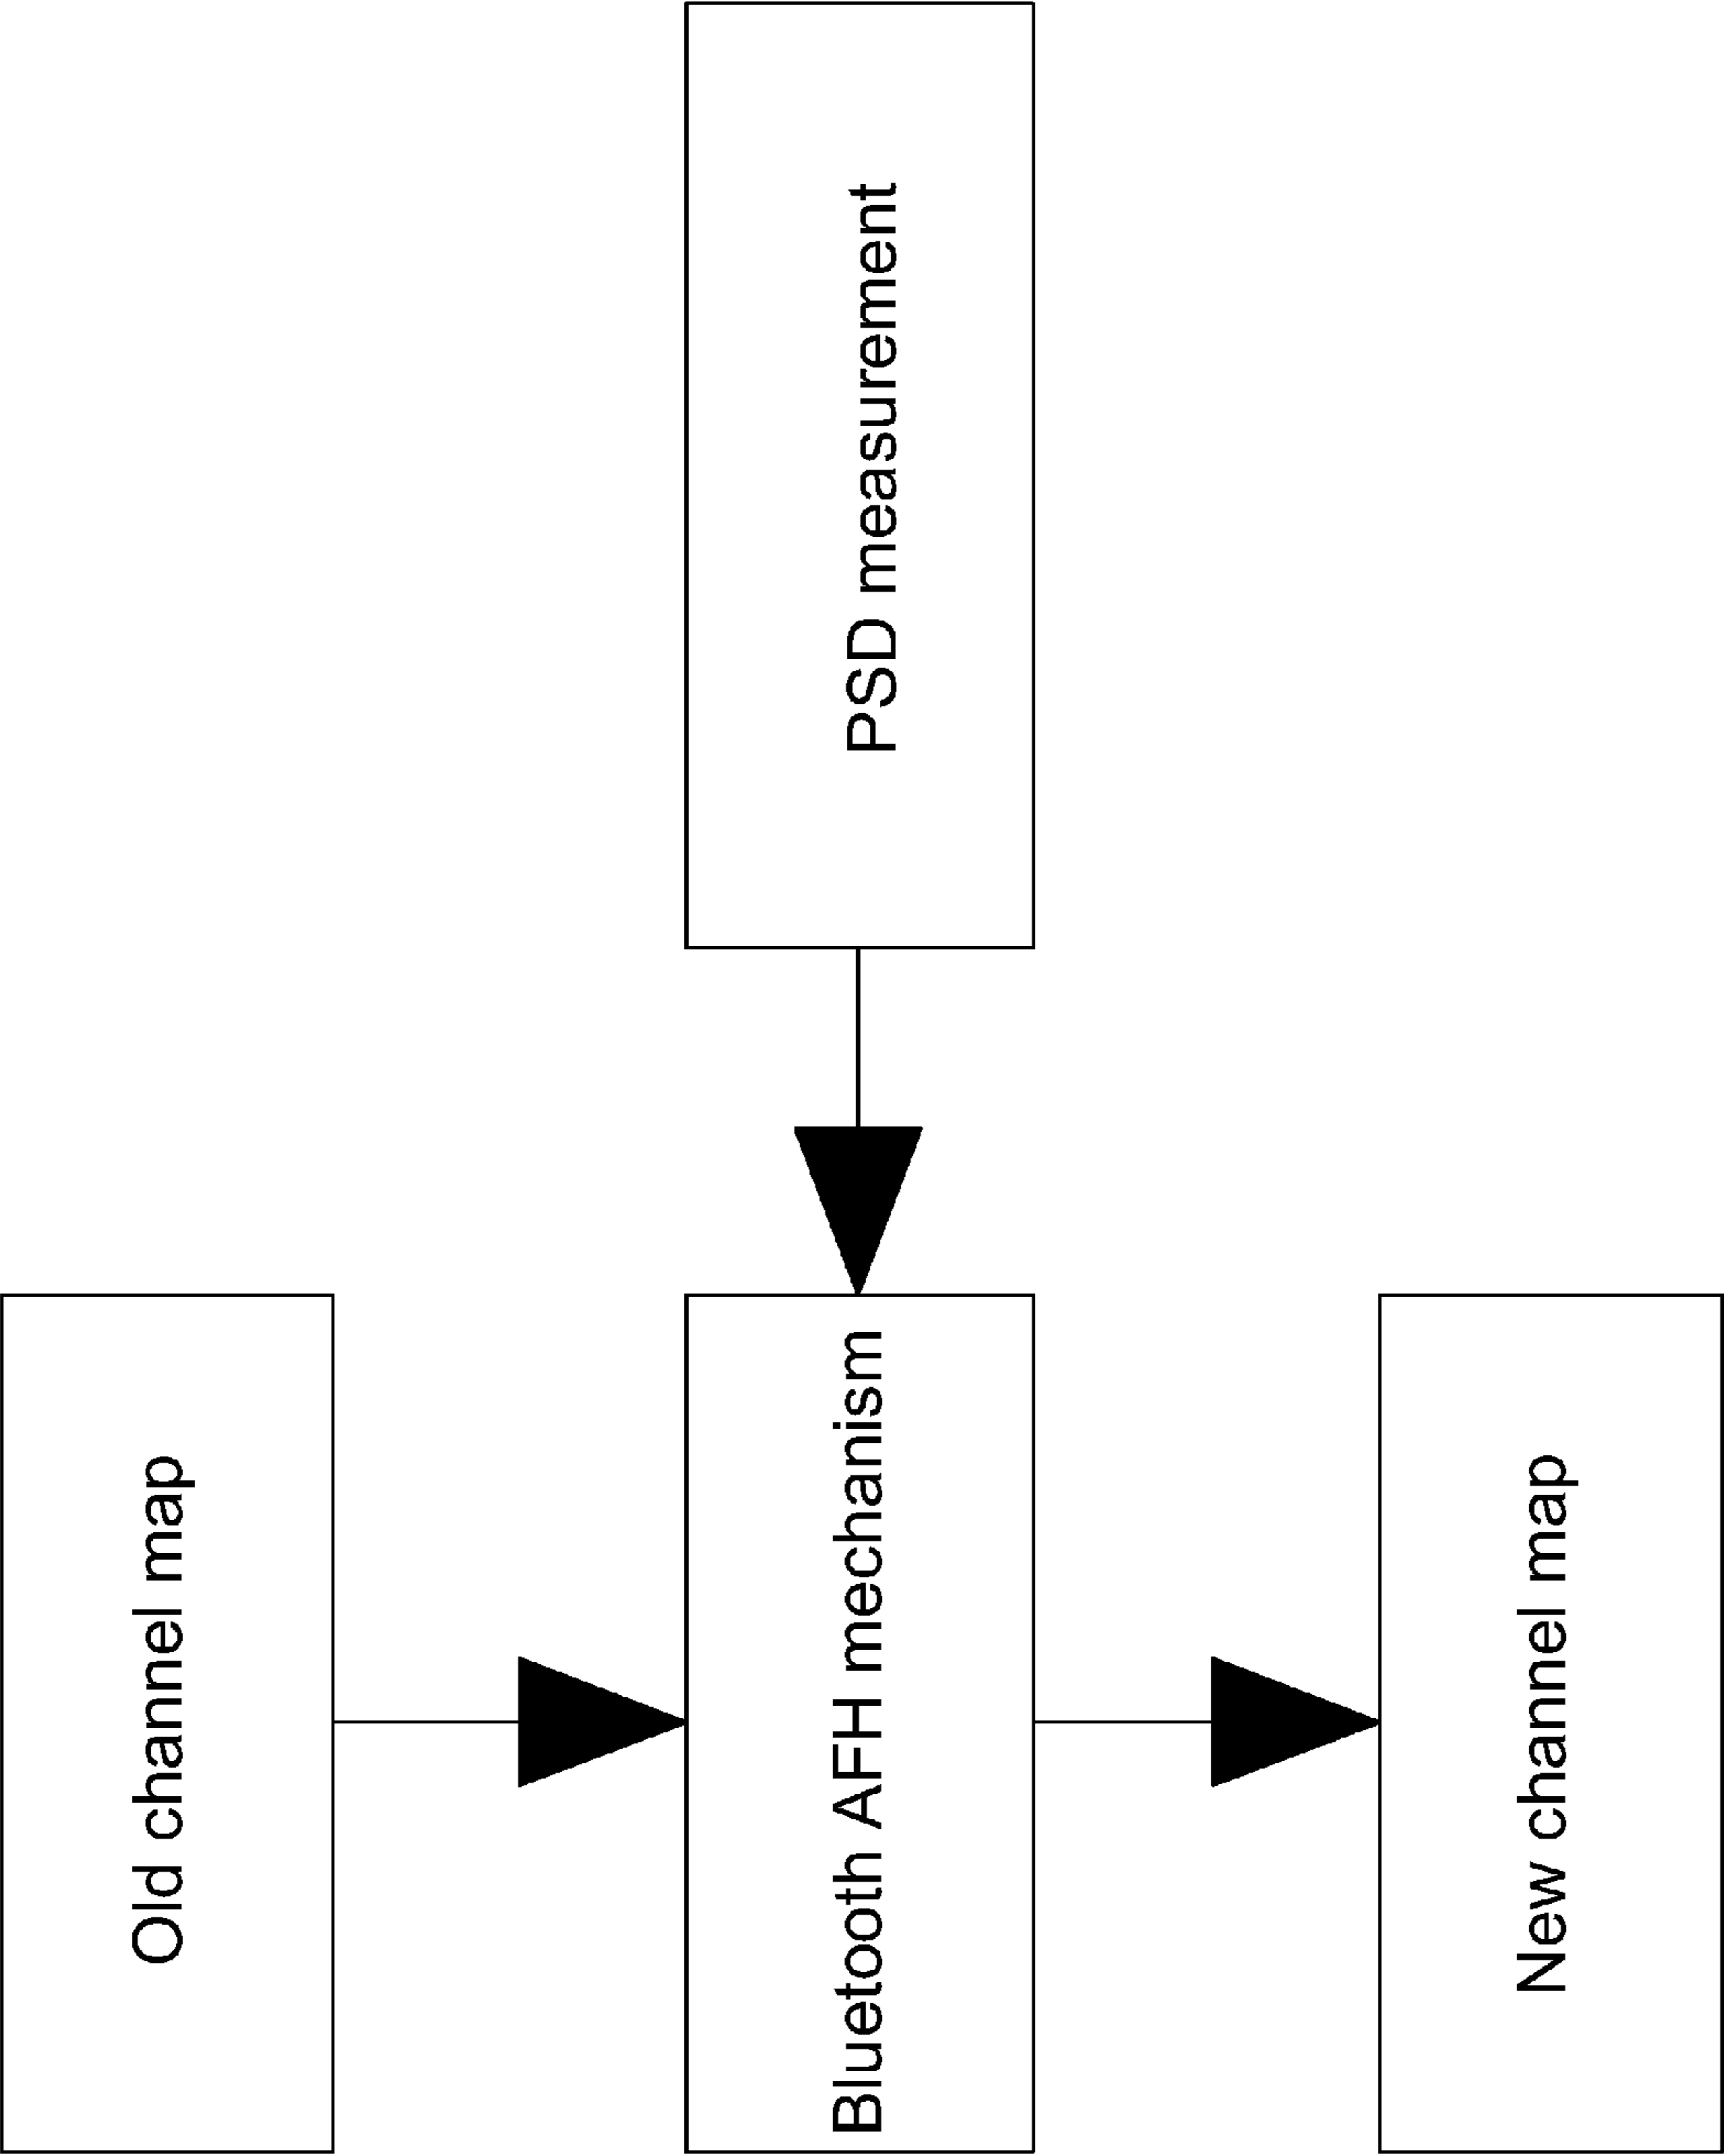 Old channel map
Bluetooth AFH mechanism
PSD measurement
New channel map